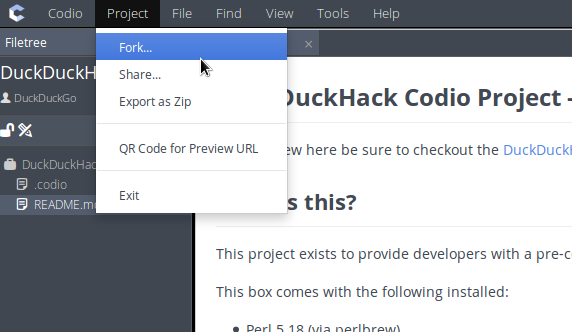 Codio Project File Find View Tools Help
Filetree
Fork...
Share...
Export as Zip
QR Code for Preview URL
Exit
DuckDuckH
DuckDuckGo
DuckDuckHac
.codio
README.m
DuckHack Codio Project -
ew here be sure to checkout the DuckDuckH
s this?
This project exists to provide developers with a pre-c
This box comes with the following installed:
• Perl 5.18 (via perlbrew)